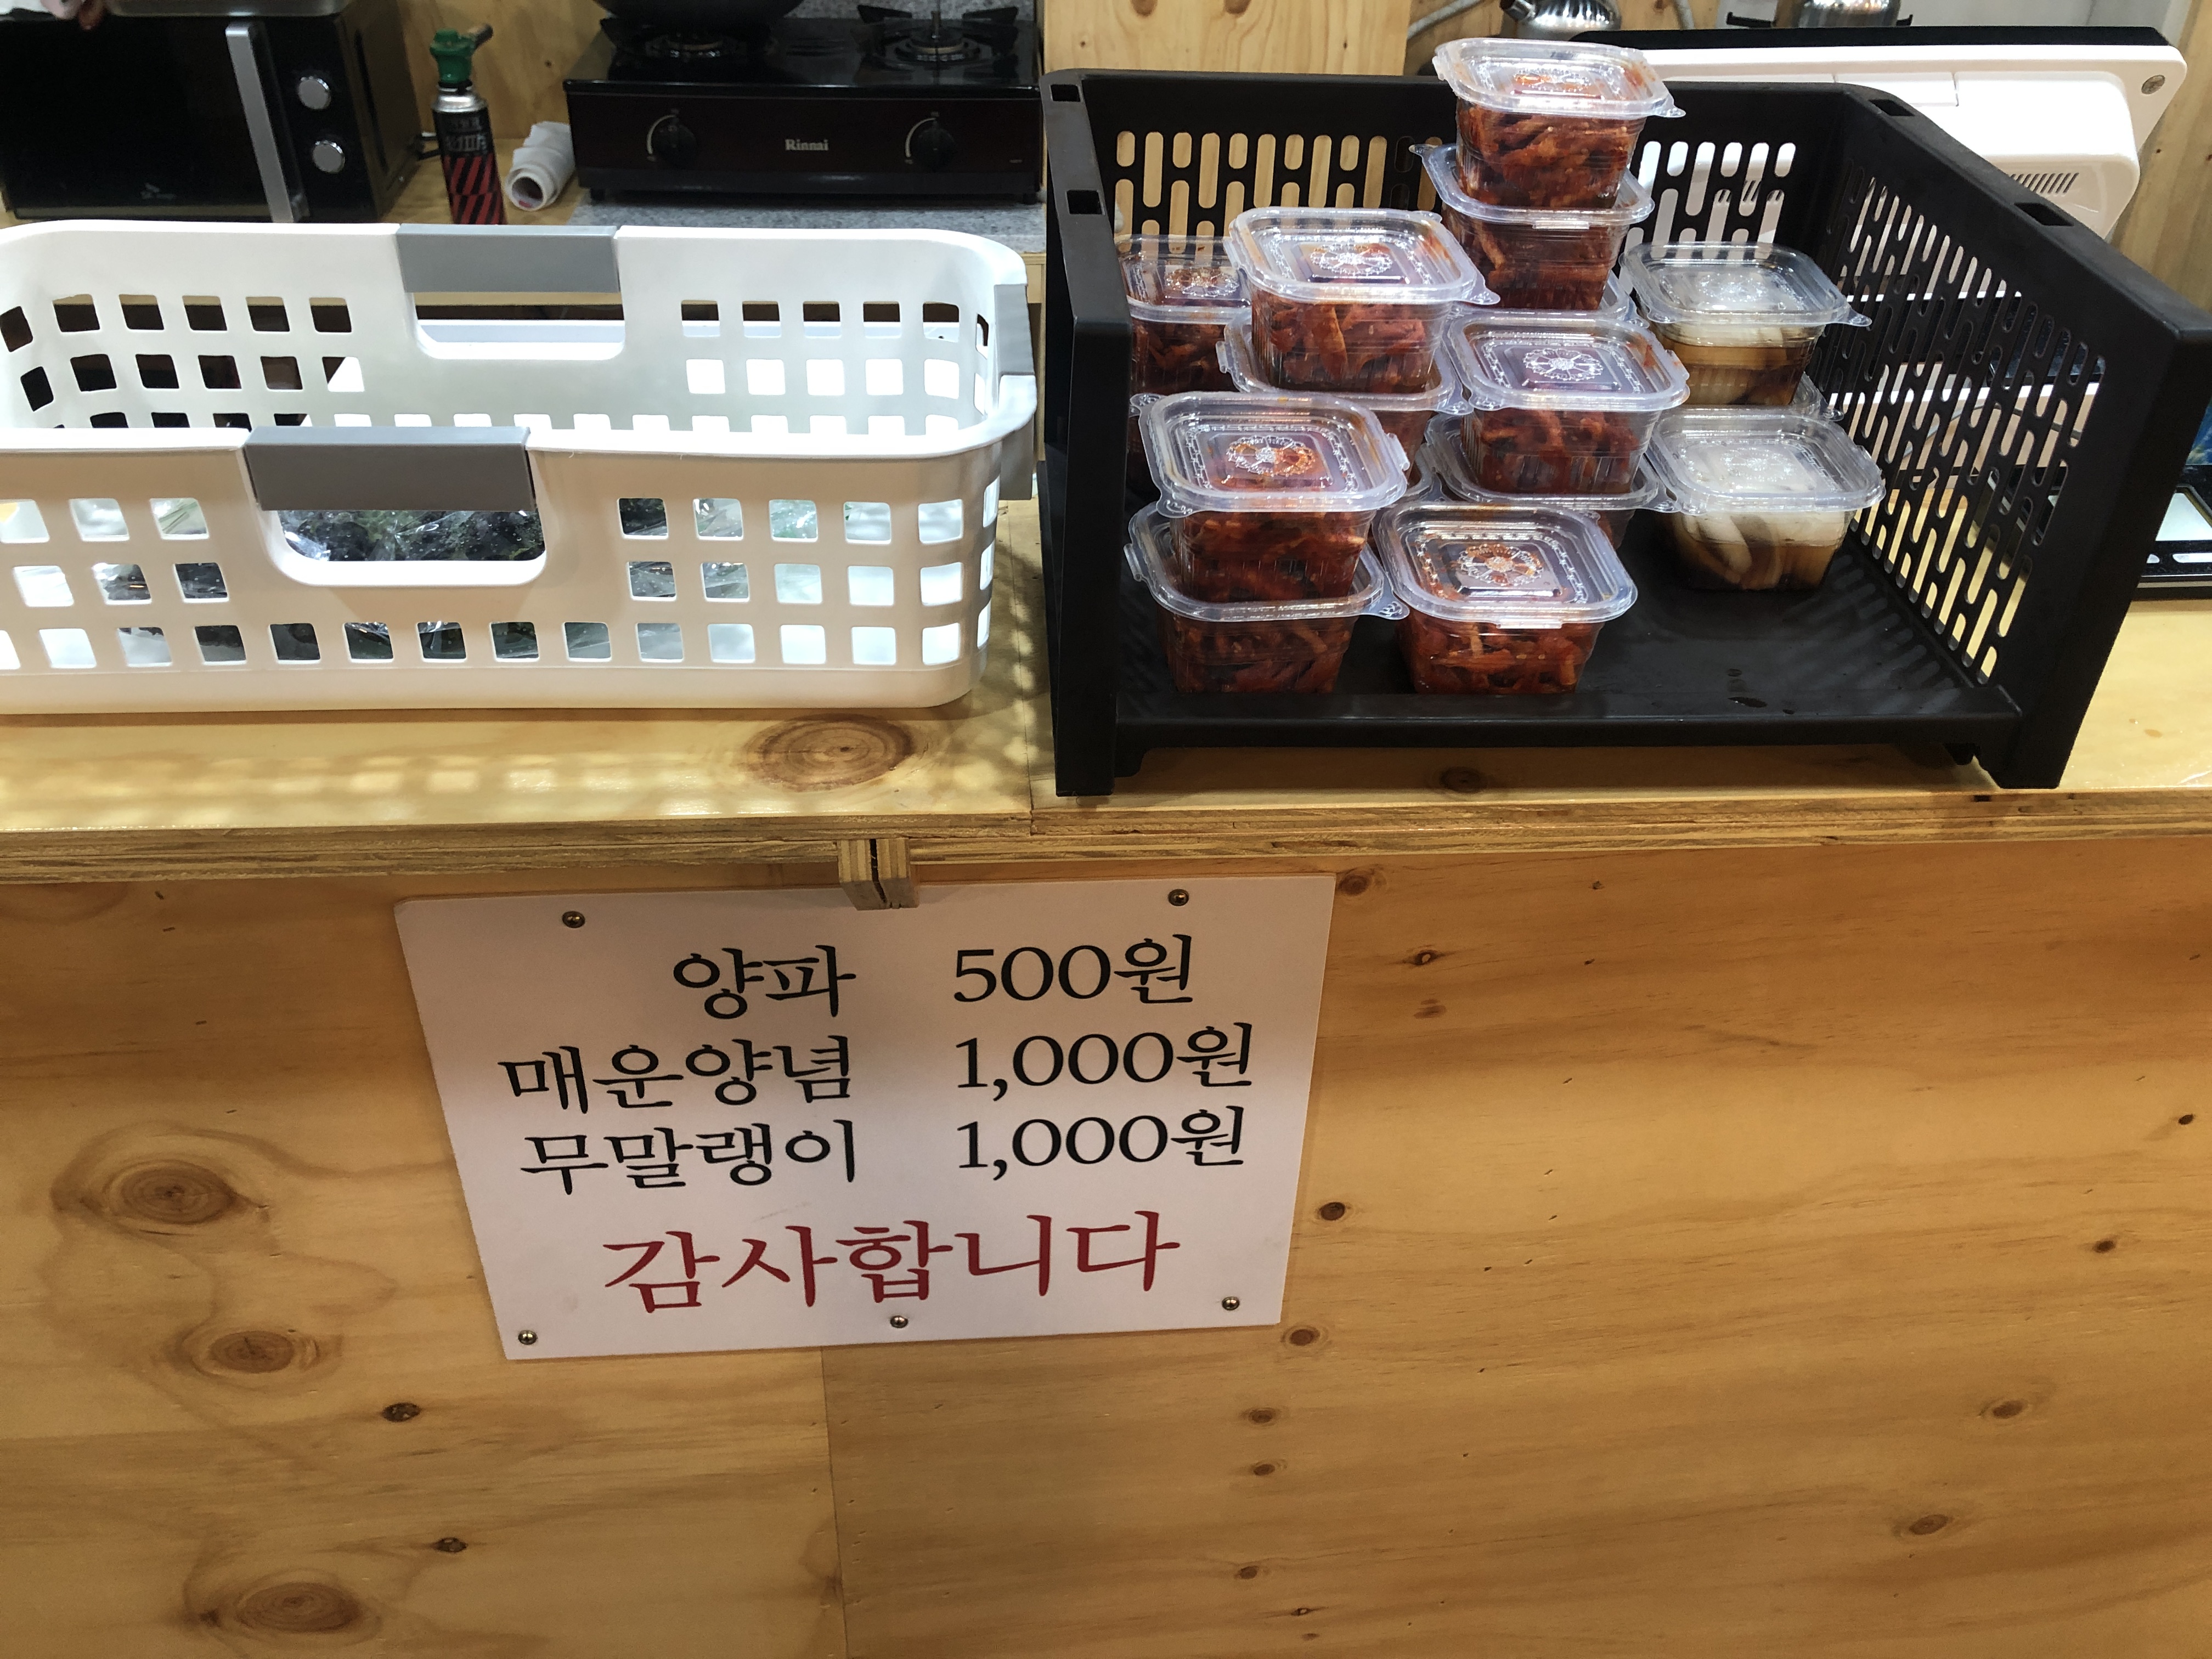 Rinnai
양파 500원
매운양념 1,000원
무말랭이 1,000원
감사합니다